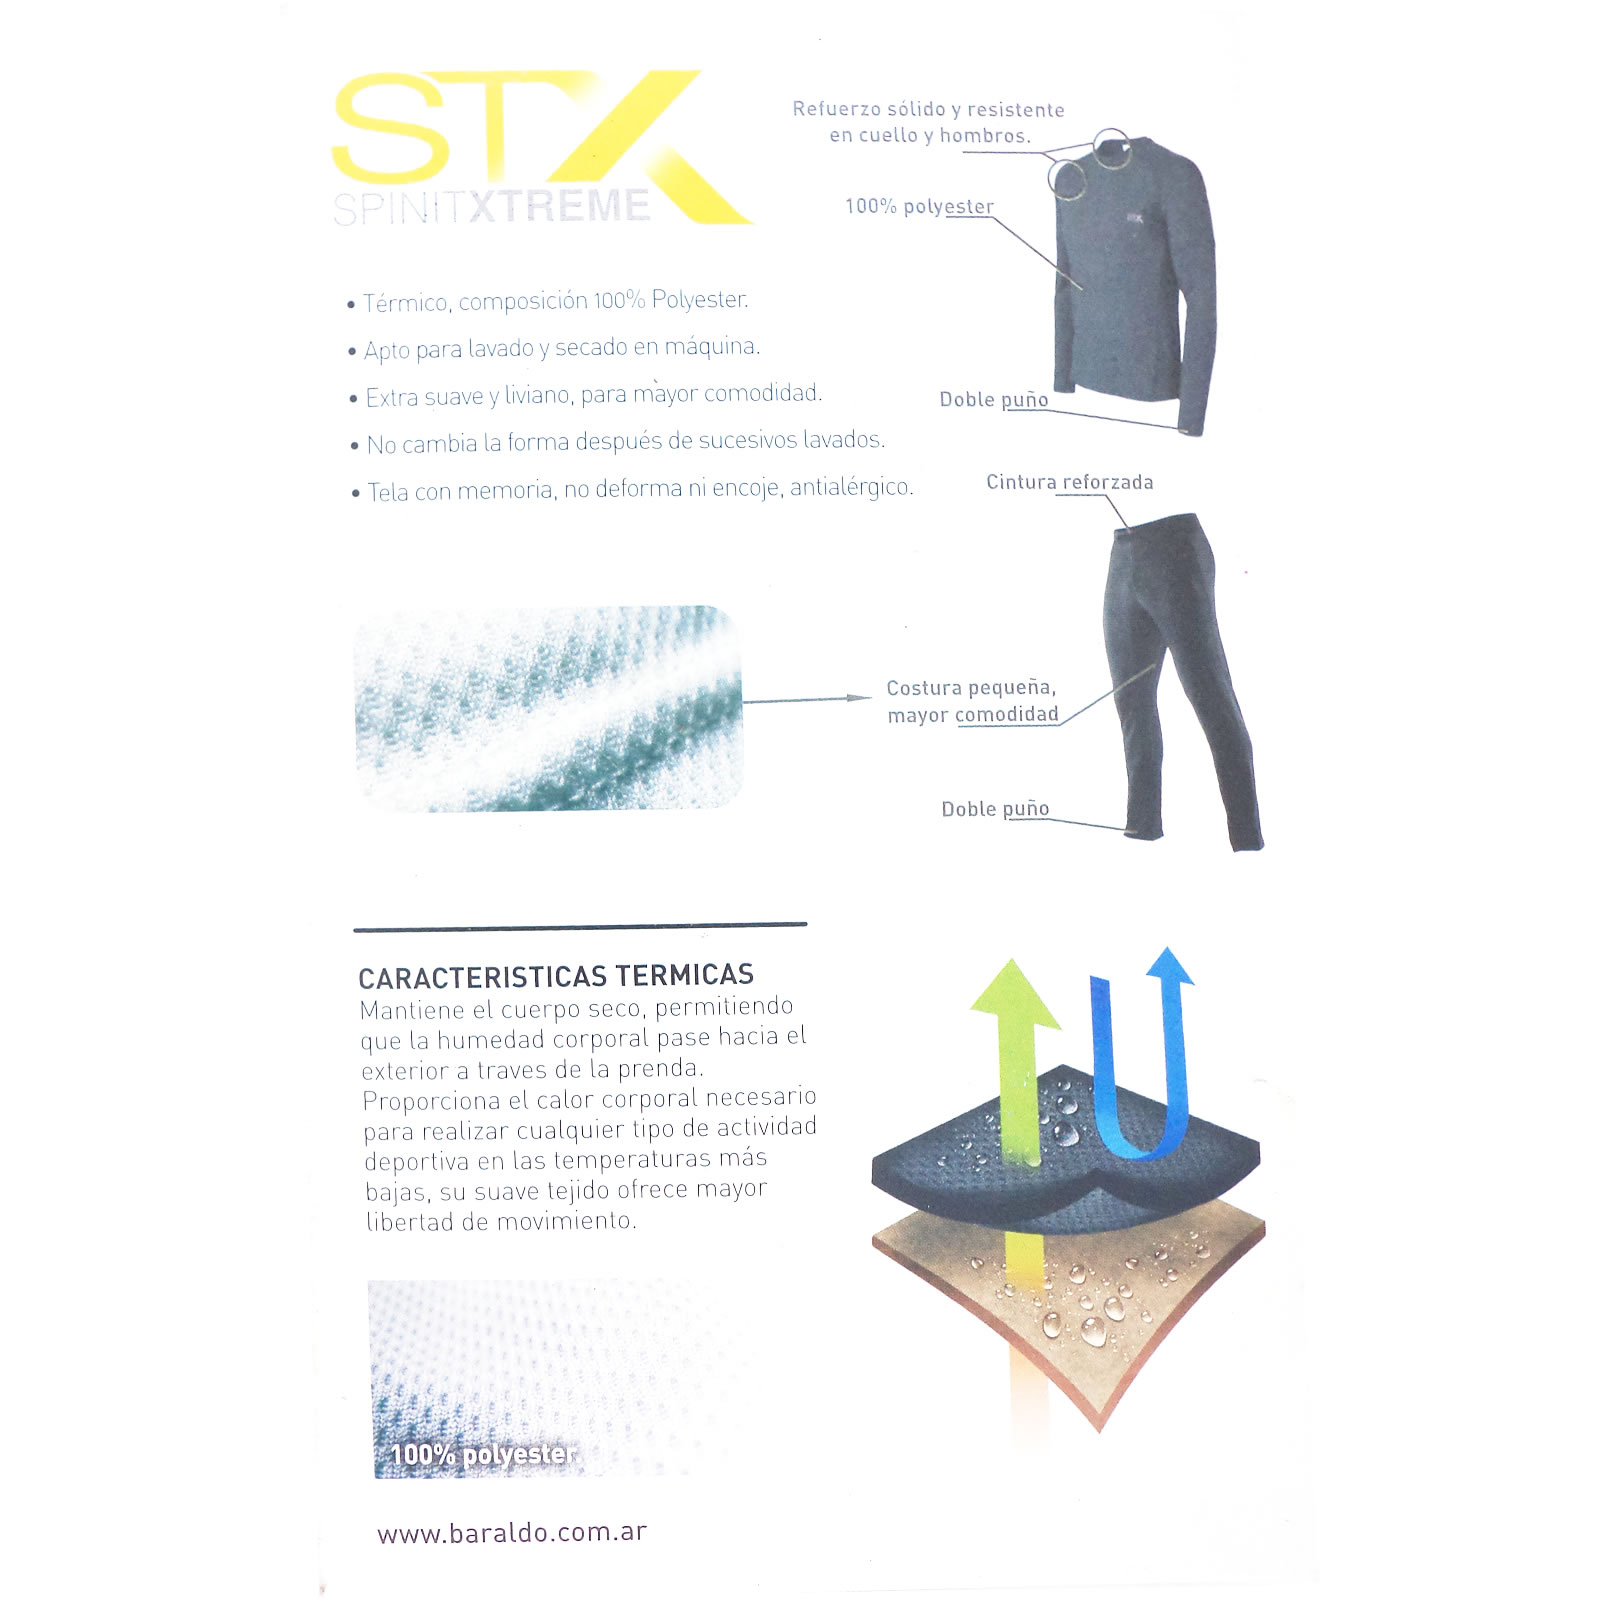 STX
SPINITXTREME
Refuerzo sólido y resistente
en cuello y hombros.
100% polyester
• Térmico, composición 100% Polyester.
• Apto para lavado y secado en máquina.
• Extra suave y liviano, para mayor comodidad.
• No cambia la forma después de sucesivos lavados.
• Tela con memoria, no deforma ni encoje, antialérgico.
Doble puño
Cintura reforzada
Costura pequeña,
mayor comodidad
Doble puño
CARACTERISTICAS TERMICAS
Mantiene el cuerpo seco, permitiendo
que la humedad corporal pase hacia el
exterior a traves de la prenda.
Proporciona el calor corporal necesario
para realizar cualquier tipo de actividad
deportiva en las temperaturas más
bajas, su suave tejido ofrece mayor
libertad de movimiento.
100% polyester.
www.baraldo.com.ar